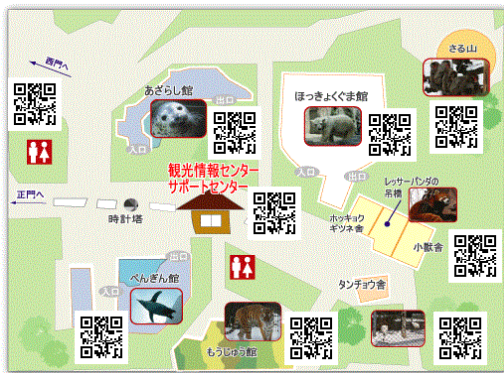 西門へ
さる山
あざらし館
出口
ほっきょくぐま館
入口
観光情報センター
サポートセンター
入口
出口
レッサーパンダの
吊橋
正門へ
時計塔
ホッキョク
ギツネ舎
小獣舎
出口
ぺんぎん館
入口
タンチョウ舎
もうじゅう館